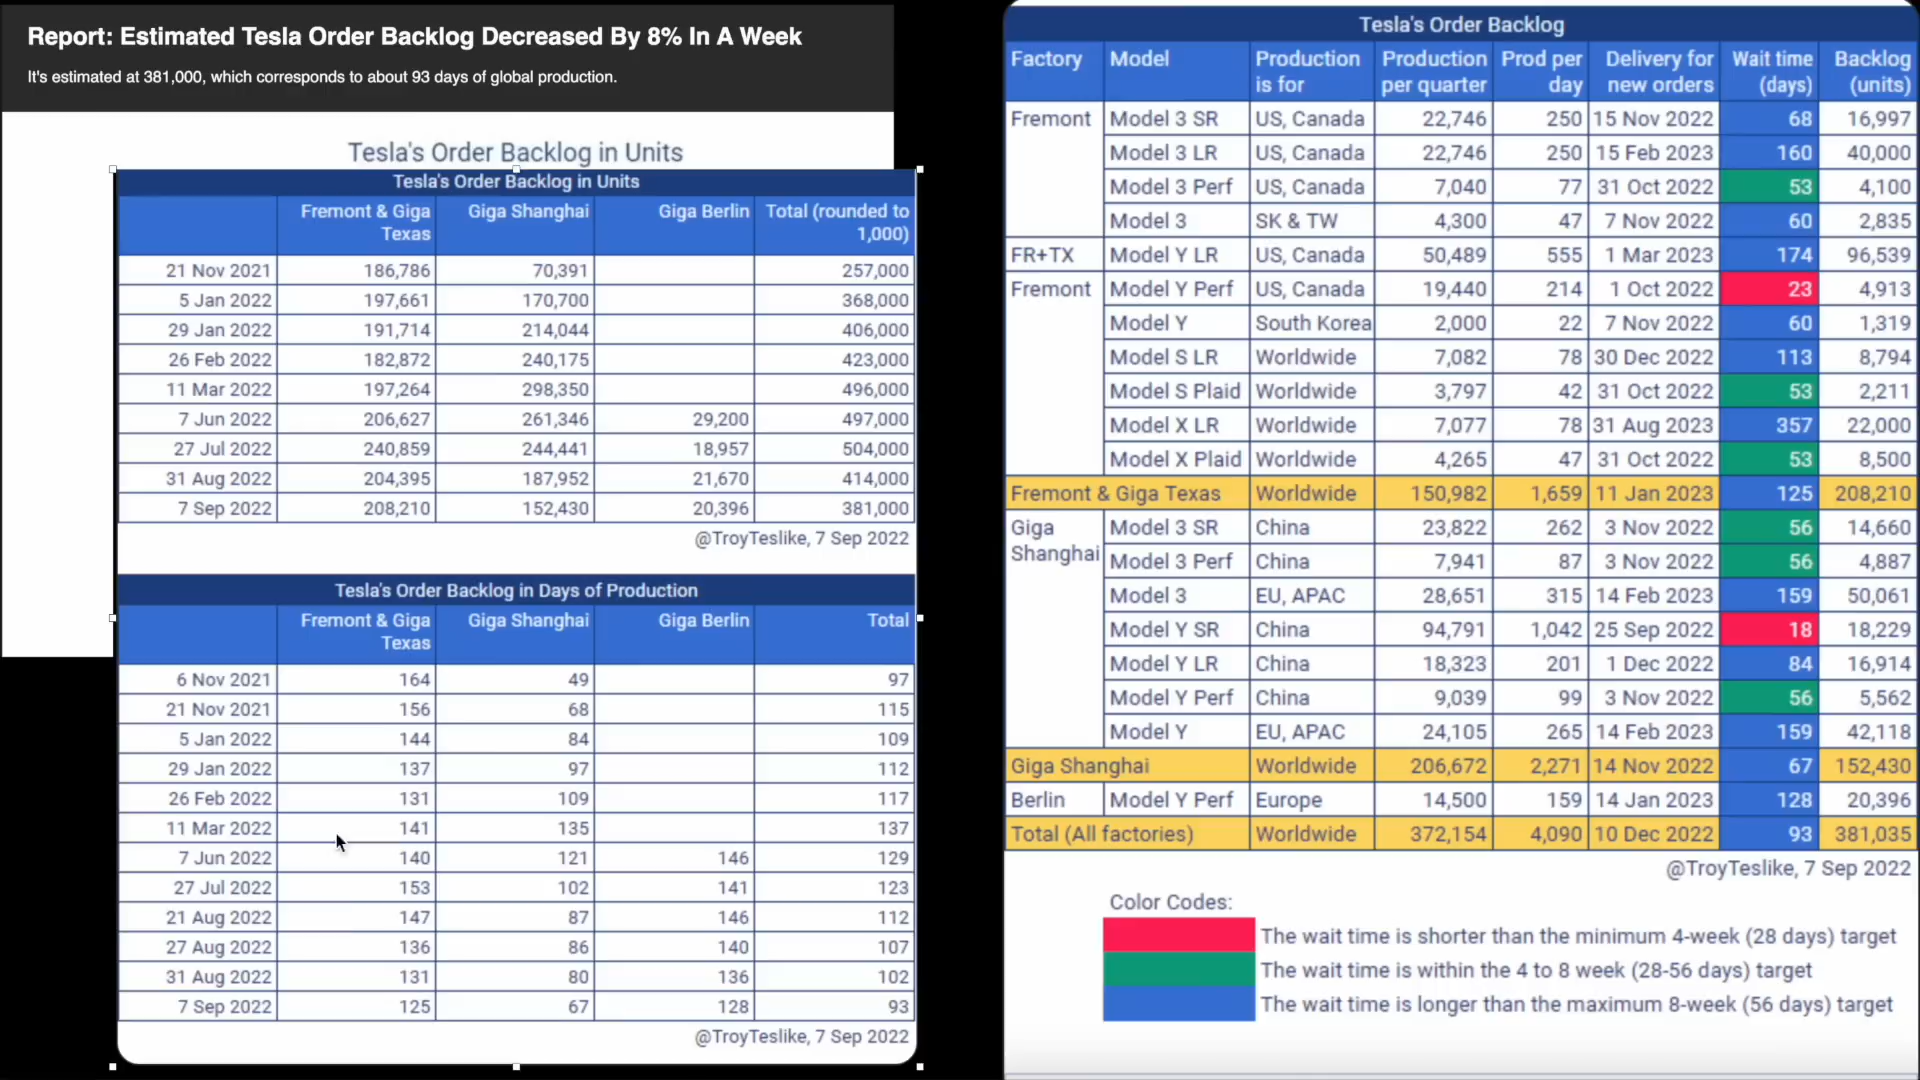 Report: Estimated Tesla Order Backlog Decreased By 8% In A Week
It's estimated at 381,000, which corresponds to about 93 days of global production.
Tesla's Order Backlog in Units
Tesla's Order Backlog in Units
Fremont & Giga Texas Giga Shanghai Giga Berlin Total (rounded to 1,000)
21 Nov 2021 186,786 70,391 257,000
5 Jan 2022 197,661 170,700 368,000
29 Jan 2022 191,714 214,044 406,000
26 Feb 2022 182,872 240,175 423,000
11 Mar 2022 197,264 298,350 496,000
7 Jun 2022 206,627 261,346 29,200 497,000
27 Jul 2022 240,859 244,441 18,957 504,000
31 Aug 2022 204,395 187,952 21,670 414,000
7 Sep 2022 208,210 152,430 20,396 381,000
@TroyTeslike, 7 Sep 2022
Tesla's Order Backlog in Days of Production
Fremont & Giga Texas Giga Shanghai Giga Berlin Total
6 Nov 2021 164 49 97
21 Nov 2021 156 68 115
5 Jan 2022 144 84 109
29 Jan 2022 137 97 112
26 Feb 2022 131 109 117
11 Mar 2022 141 135 137
7 Jun 2022 140 121 146 129
27 Jul 2022 153 102 141 123
21 Aug 2022 147 87 146 112
27 Aug 2022 136 86 140 107
31 Aug 2022 131 80 136 102
7 Sep 2022 125 67 128 93
@TroyTeslike, 7 Sep 2022
Tesla's Order Backlog
Factory Model Production is for Production per quarter Prod per day Delivery for new orders Wait time (days) Backlog (units)
Fremont Model 3 SR US, Canada 22,746 250 15 Nov 2022 68 16,997
Model 3 LR US, Canada 22,746 250 15 Feb 2023 160 40,000
Model 3 Perf US, Canada 7,040 77 31 Oct 2022 53 4,100
Model 3 SK & TW 4,300 47 7 Nov 2022 60 2,835
FR+TX Model Y LR US, Canada 50,489 555 1 Mar 2023 174 96,539
Fremont Model Y Perf US, Canada 19,440 214 1 Oct 2022 23 4,913
Model Y South Korea 2,000 22 7 Nov 2022 60 1,319
Model S LR Worldwide 7,082 78 30 Dec 2022 113 8,794
Model S Plaid Worldwide 3,797 42 31 Oct 2022 53 2,211
Model X LR Worldwide 7,077 78 31 Aug 2023 357 22,000
Model X Plaid Worldwide 4,265 47 31 Oct 2022 53 8,500
Fremont & Giga Texas Worldwide 150,982 1,659 11 Jan 2023 125 208,210
Giga Shanghai Model 3 SR China 23,822 262 3 Nov 2022 56 14,660
Model 3 Perf China 7,941 87 3 Nov 2022 56 4,887
Model 3 EU, APAC 28,651 315 14 Feb 2023 159 50,061
Model Y SR China 94,791 1,042 25 Sep 2022 18 18,229
Model Y LR China 18,323 201 1 Dec 2022 84 16,914
Model Y Perf China 9,039 99 3 Nov 2022 56 5,562
Model Y EU, APAC 24,105 265 14 Feb 2023 159 42,118
Giga Shanghai Worldwide 206,672 2,271 14 Nov 2022 67 152,430
Berlin Model Y Perf Europe 14,500 159 14 Jan 2023 128 20,396
Total (All factories) Worldwide 372,154 4,090 10 Dec 2022 93 381,035
@TroyTeslike, 7 Sep 2022
Color Codes:
The wait time is shorter than the minimum 4-week (28 days) target
The wait time is within the 4 to 8 week (28-56 days) target
The wait time is longer than the maximum 8-week (56 days) target